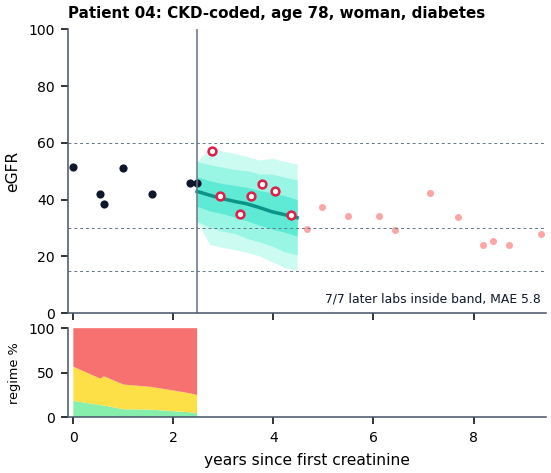 Patient 04: CKD-coded, age 78, woman, diabetes
100
80
60
40
20
0
eGFR
7/7 later labs inside band, MAE 5.8
100
50
0
regime %
0 2 4 6 8
years since first creatinine